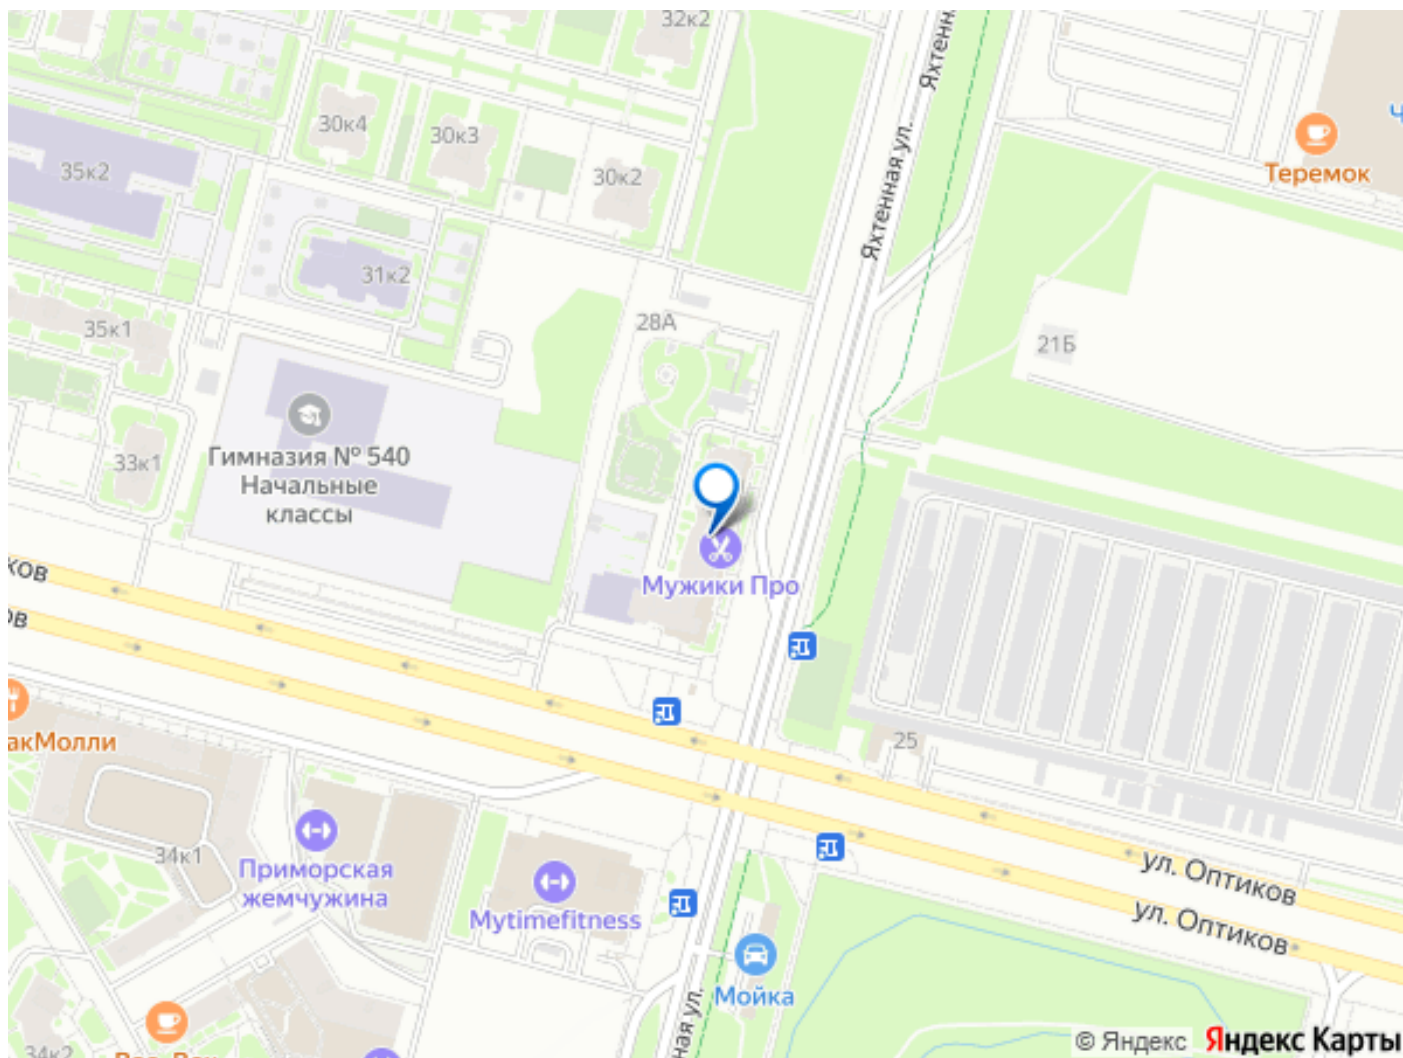 32к2
Яхтенн
30к4
30к3
Яхтенная ул.
Теремок
35к2
30к2
31к2
28А
35к1
21Б
Гимназия № 540
Начальные
классы
33к1
ков
Мужики Про
ов
акМолли
25
34к1
Приморская
жемчужина
ул. Оптиков
Mytimefitness
ул. Оптиков
Мойка
ная ул.
34к2
© Яндекс
Яндекс Карты